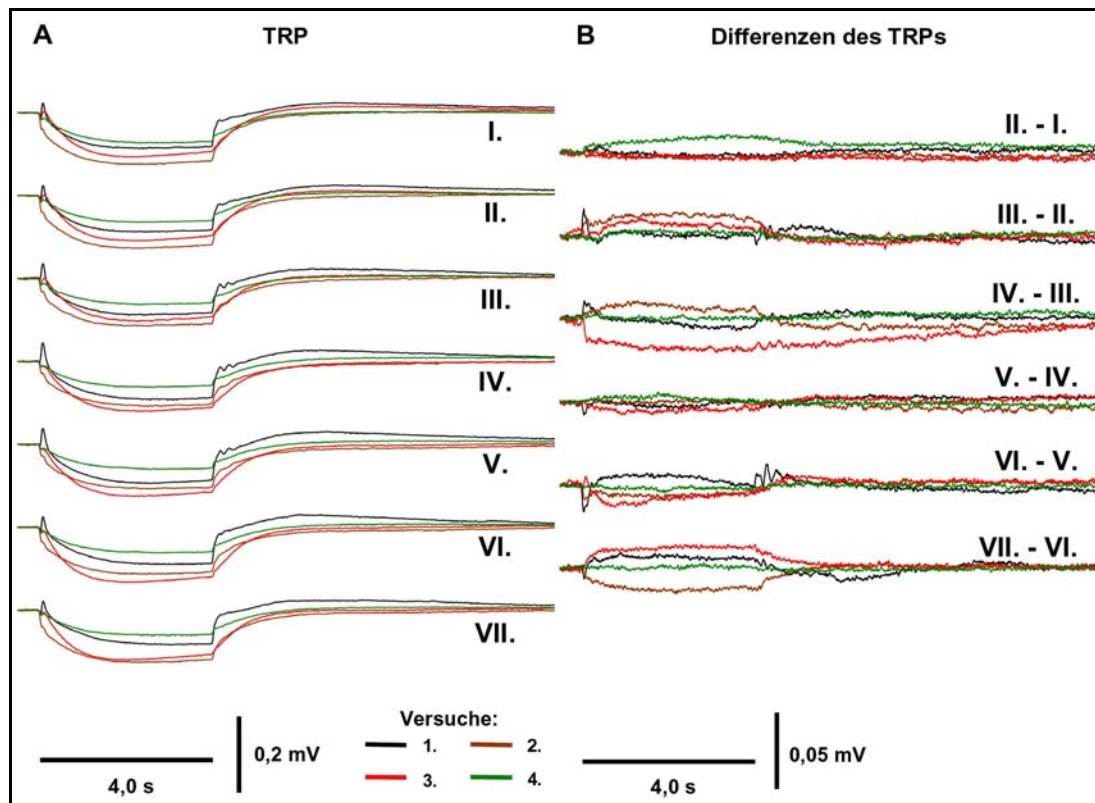 A TRP
B Differenzen des TRPs
I.
II.
III.
IV.
V.
VI.
VII.
II. - I.
III. - II.
IV. - III.
V. - IV.
VI. - V.
VII. - VI.
4,0 s
0,2 mV
Versuche:
1. 2.
3. 4.
4,0 s
0,05 mV